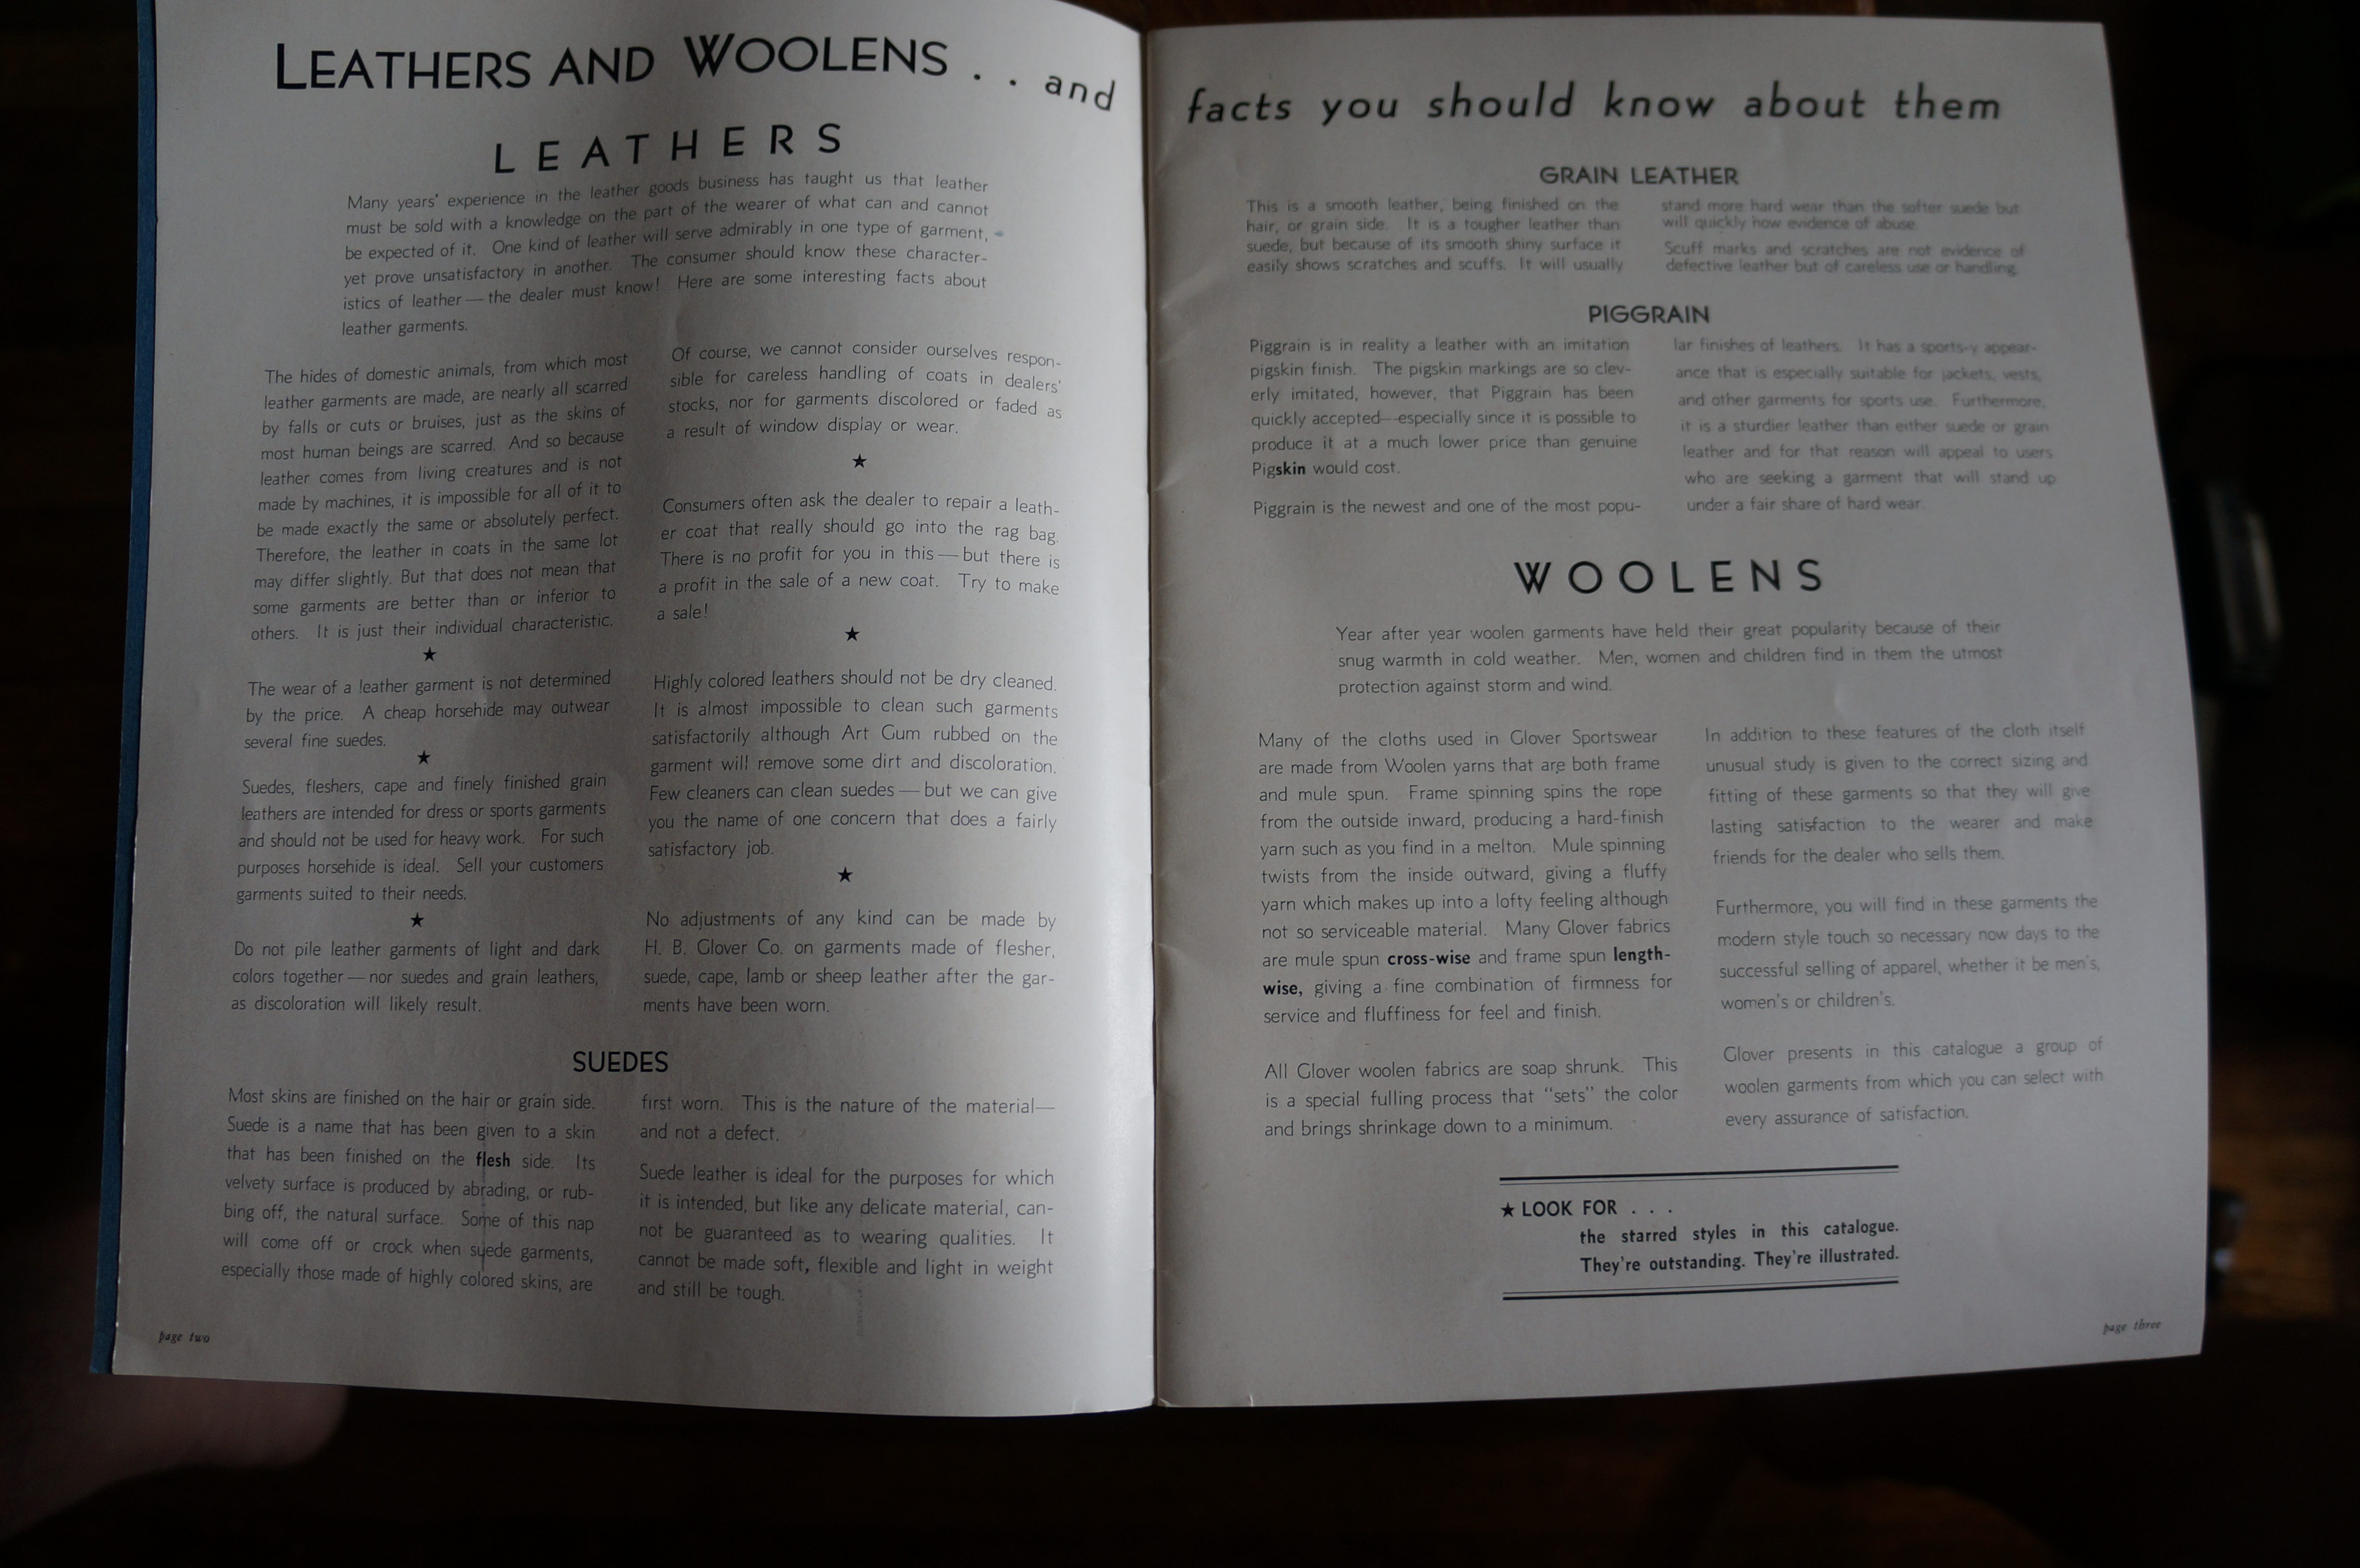 LEATHERS AND WOOLENS . . and
LEATHERS
Many years' experience in the leather goods business has taught us that leather
must be sold with a knowledge on the part of the wearer of what can and cannot
be expected of it. One kind of leather will serve admirably in one type of garment,
yet prove unsatisfactory in another. The consumer should know these character-
istics of leather — the dealer must know! Here are some interesting facts about
leather garments.
The hides of domestic animals, from which most
leather garments are made, are nearly all scarred
by falls or cuts or bruises, just as the skins of
most human beings are scarred. And so because
leather comes from living creatures and is not
made by machines, it is impossible for all of it to
be made exactly the same or absolutely perfect.
Therefore, the leather in coats in the same lot
may differ slightly. But that does not mean that
some garments are better than or inferior to
others. It is just their individual characteristic.
★
The wear of a leather garment is not determined
by the price. A cheap horsehide may outwear
several fine suedes.
★
Suedes, fleshers, cape and finely finished grain
leathers are intended for dress or sports garments
and should not be used for heavy work. For such
purposes horsehide is ideal. Sell your customers
garments suited to their needs.
★
Do not pile leather garments of light and dark
colors together — nor suedes and grain leathers,
as discoloration will likely result.
Of course, we cannot consider ourselves respon-
sible for careless handling of coats in dealers'
stocks, nor for garments discolored or faded as
a result of window display or wear.
★
Consumers often ask the dealer to repair a leath-
er coat that really should go into the rag bag.
There is no profit for you in this — but there is
a profit in the sale of a new coat. Try to make
a sale!
★
Highly colored leathers should not be dry cleaned.
It is almost impossible to clean such garments
satisfactorily although Art Gum rubbed on the
garment will remove some dirt and discoloration.
Few cleaners can clean suedes — but we can give
you the name of one concern that does a fairly
satisfactory job.
★
No adjustments of any kind can be made by
H. B. Glover Co. on garments made of flesher,
suede, cape, lamb or sheep leather after the gar-
ments have been worn.
SUEDES
Most skins are finished on the hair or grain side.
Suede is a name that has been given to a skin
that has been finished on the flesh side. Its
velvety surface is produced by abrading, or rub-
bing off, the natural surface. Some of this nap
will come off or crock when suede garments,
especially those made of highly colored skins, are
first worn. This is the nature of the material—
and not a defect.
Suede leather is ideal for the purposes for which
it is intended, but like any delicate material, can-
not be guaranteed as to wearing qualities. It
cannot be made soft, flexible and light in weight
and still be tough.
page two
facts you should know about them
GRAIN LEATHER
This is a smooth leather, being finished on the
hair, or grain side. It is a tougher leather than
suede, but because of its smooth shiny surface it
easily shows scratches and scuffs. It will usually
stand more hard wear than the softer suede but
will quickly how evidence of abuse.
Scuff marks and scratches are not evidence of
defective leather but of careless use or handling.
PIGGRAIN
Piggrain is in reality a leather with an imitation
pigskin finish. The pigskin markings are so clev-
erly imitated, however, that Piggrain has been
quickly accepted—especially since it is possible to
produce it at a much lower price than genuine
Pigskin would cost.
Piggrain is the newest and one of the most popu-
lar finishes of leathers. It has a sports-y appear-
ance that is especially suitable for jackets, vests,
and other garments for sports use. Furthermore,
it is a sturdier leather than either suede or grain
leather and for that reason will appeal to users
who are seeking a garment that will stand up
under a fair share of hard wear.
WOOLENS
Year after year woolen garments have held their great popularity because of their
snug warmth in cold weather. Men, women and children find in them the utmost
protection against storm and wind.
Many of the cloths used in Glover Sportswear
are made from Woolen yarns that are both frame
and mule spun. Frame spinning spins the rope
from the outside inward, producing a hard-finish
yarn such as you find in a melton. Mule spinning
twists from the inside outward, giving a fluffy
yarn which makes up into a lofty feeling although
not so serviceable material. Many Glover fabrics
are mule spun cross-wise and frame spun length-
wise, giving a fine combination of firmness for
service and fluffiness for feel and finish.
All Glover woolen fabrics are soap shrunk. This
is a special fulling process that "sets" the color
and brings shrinkage down to a minimum.
In addition to these features of the cloth itself
unusual study is given to the correct sizing and
fitting of these garments so that they will give
lasting satisfaction to the wearer and make
friends for the dealer who sells them.
Furthermore, you will find in these garments the
modern style touch so necessary now days to the
successful selling of apparel, whether it be men's,
women's or children's.
Glover presents in this catalogue a group of
woolen garments from which you can select with
every assurance of satisfaction.
★ LOOK FOR . . .
the starred styles in this catalogue.
They're outstanding. They're illustrated.
page three